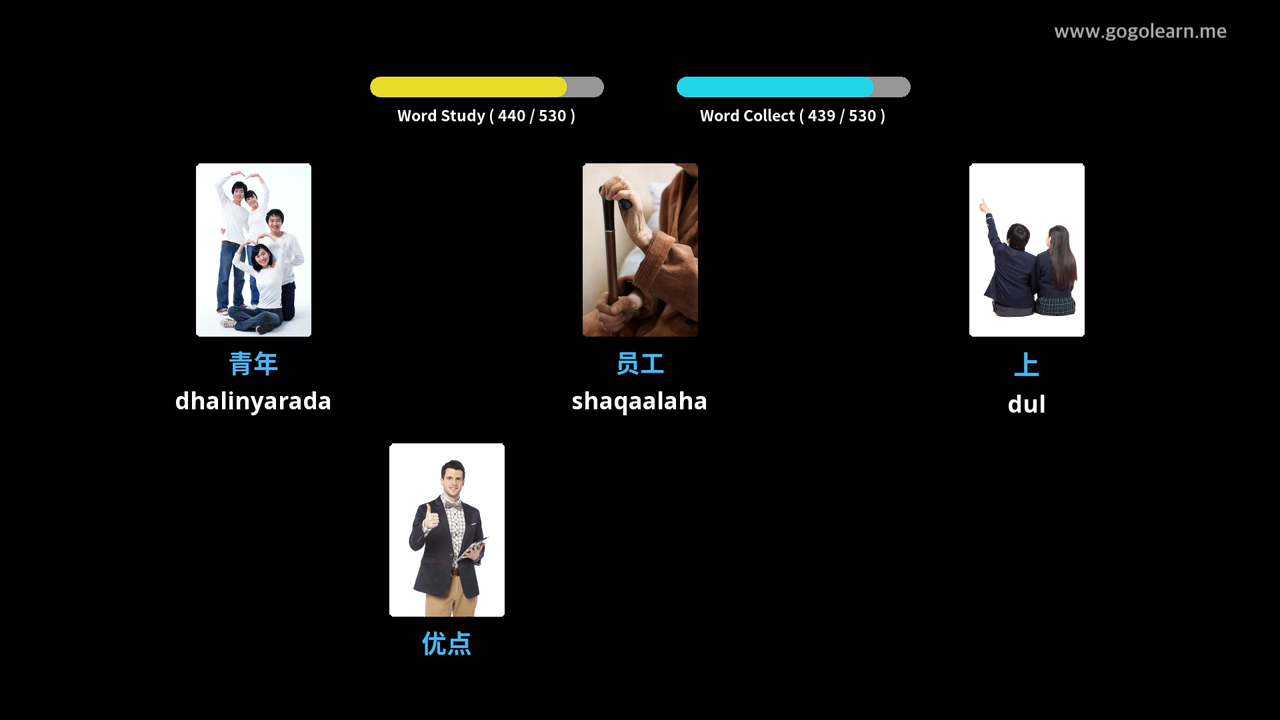 www.gogolearn.me
Word Study ( 440 / 530 )
Word Collect ( 439 / 530 )
青年
dhalinyarada
员工
shaqaalaha
上
dul
优点